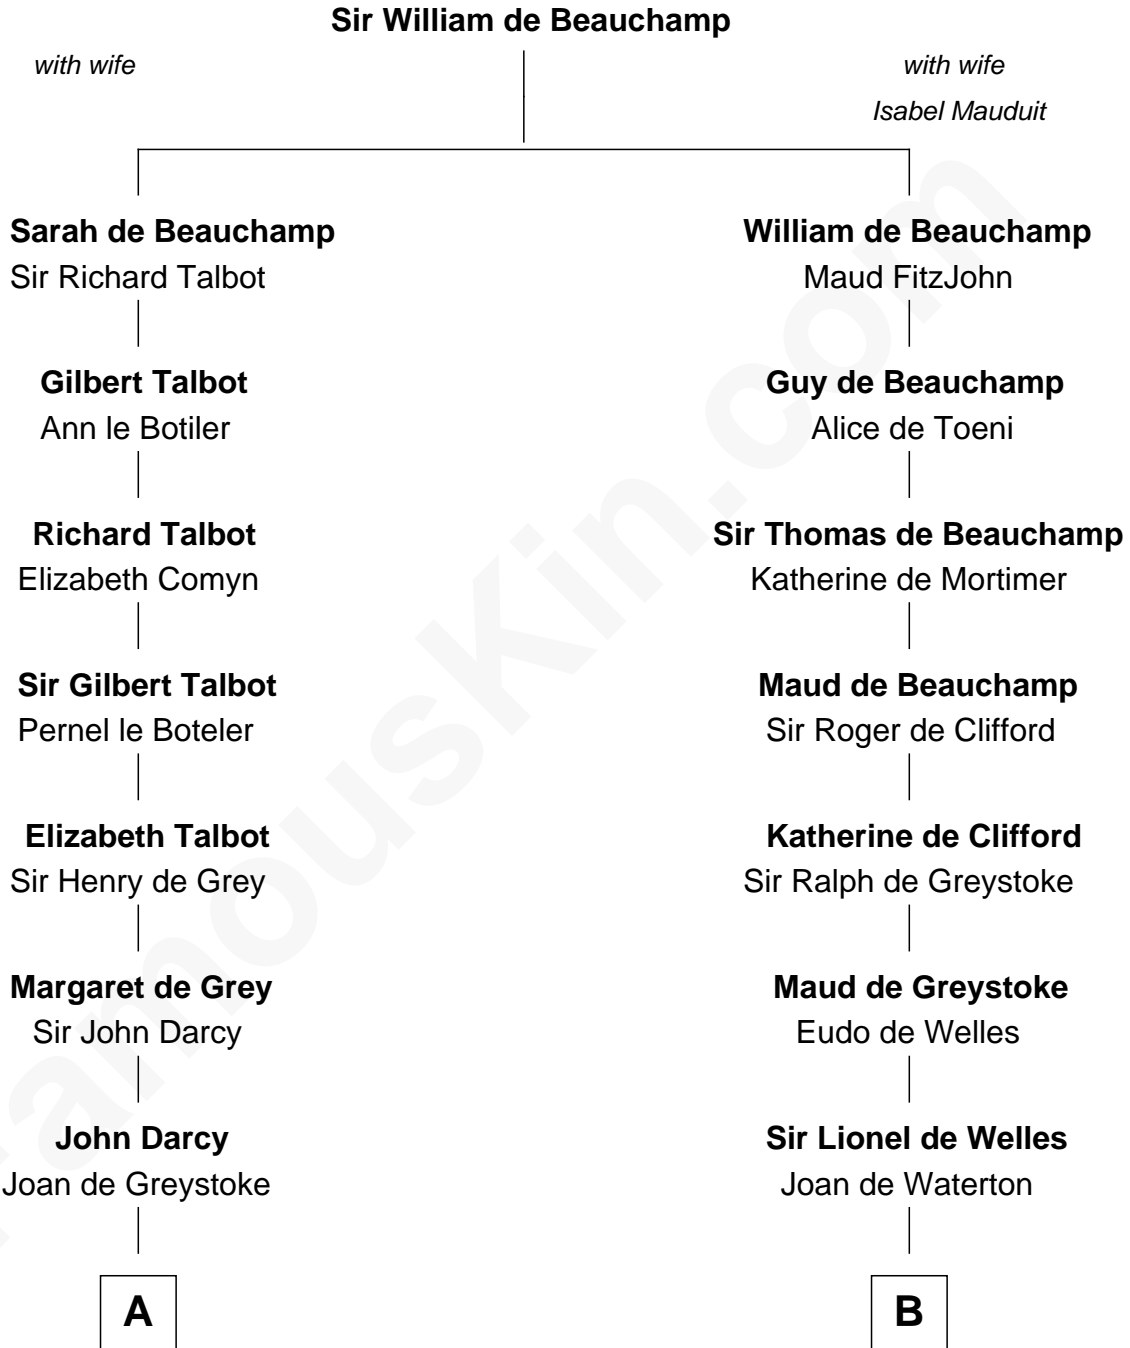 Sir William de Beauchamp
with wife
with wife
Isabel Mauduit
Sarah de Beauchamp
Sir Richard Talbot
William de Beauchamp
Maud FitzJohn
Gilbert Talbot
Ann le Botiler
Guy de Beauchamp
Alice de Toeni
Richard Talbot
Elizabeth Comyn
Sir Thomas de Beauchamp
Katherine de Mortimer
Sir Gilbert Talbot
Pernel le Boteler
Maud de Beauchamp
Sir Roger de Clifford
Elizabeth Talbot
Sir Henry de Grey
Katherine de Clifford
Sir Ralph de Greystoke
Margaret de Grey
Sir John Darcy
Maud de Greystoke
Eudo de Welles
John Darcy
Joan de Greystoke
Sir Lionel de Welles
Joan de Waterton
A
B
FamousKin.com